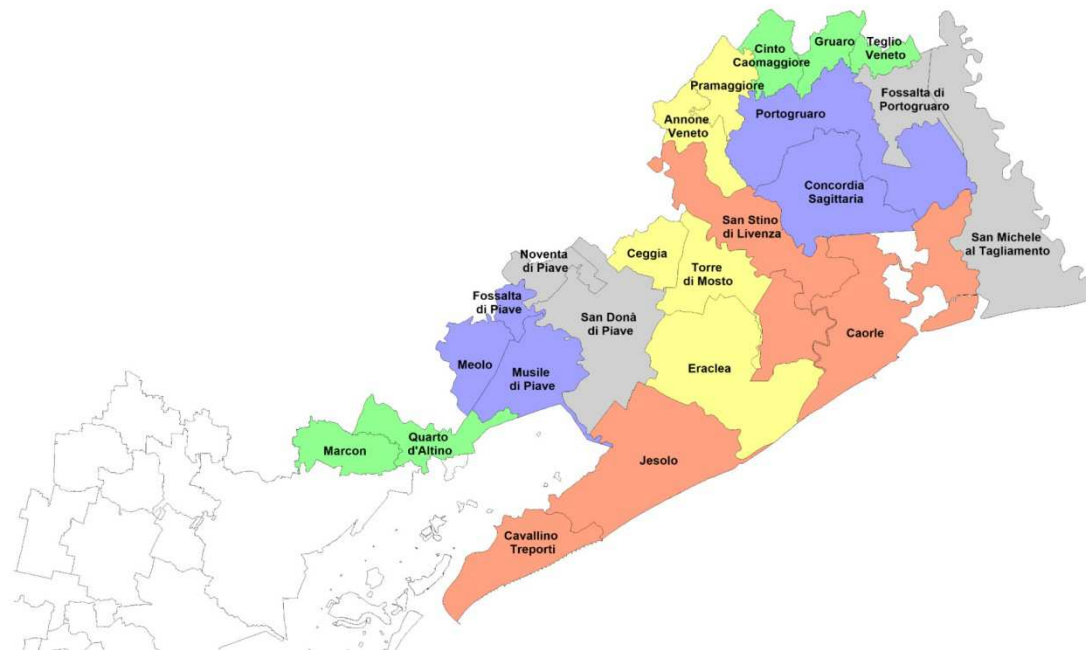 Cinto
Caomaggiore
Gruaro
Teglio
Veneto
Pramaggiore
Fossalta di
Portogruaro
Portogruaro
Annone
Veneto
Concordia
Sagittaria
San Stino
di Livenza
San Michele
al Tagliamento
Noventa
di Piave
Ceggia
Torre
di Mosto
Fossalta
di Piave
San Donà
di Piave
Caorle
Meolo
Musile
di Piave
Eraclea
Quarto
d'Altino
Marcon
Jesolo
Cavallino
Treporti